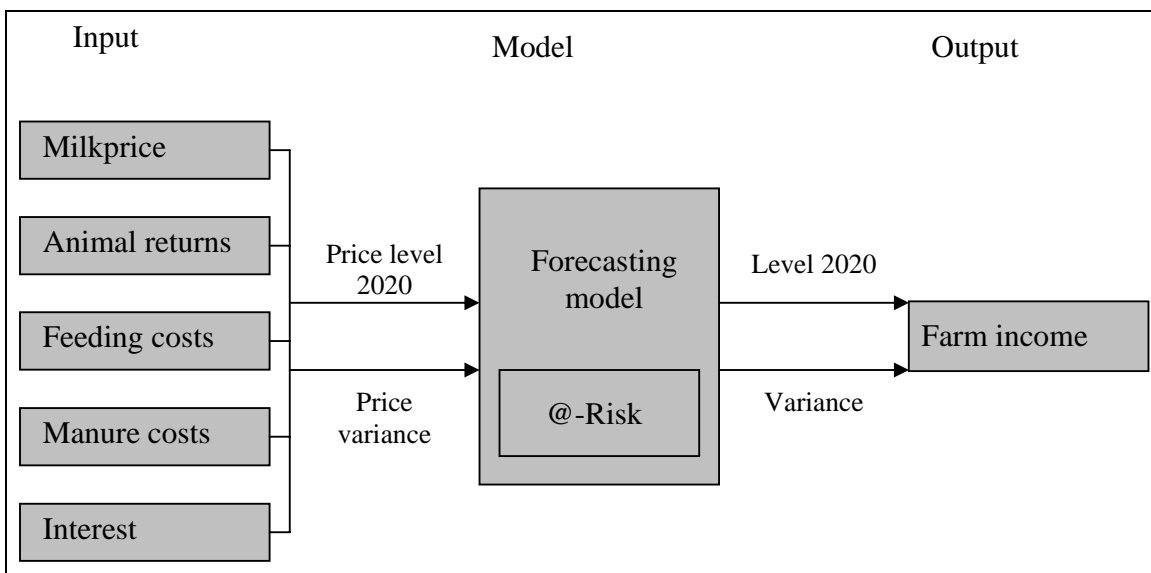 Input
Model
Output
Milkprice
Animal returns
Feeding costs
Manure costs
Interest
Price level
2020
Price
variance
Forecasting
model
@-Risk
Level 2020
Variance
Farm income